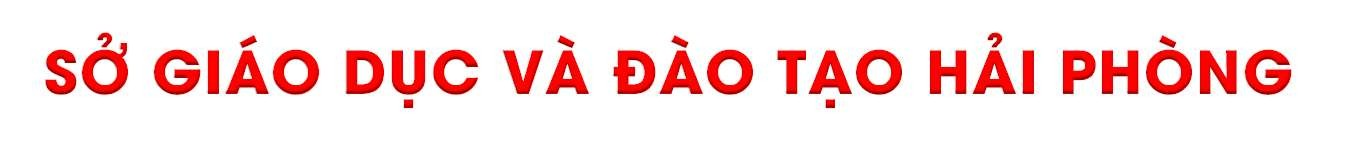 SỞ GIÁO DỤC VÀ ĐÀO TẠO HẢI PHÒNG